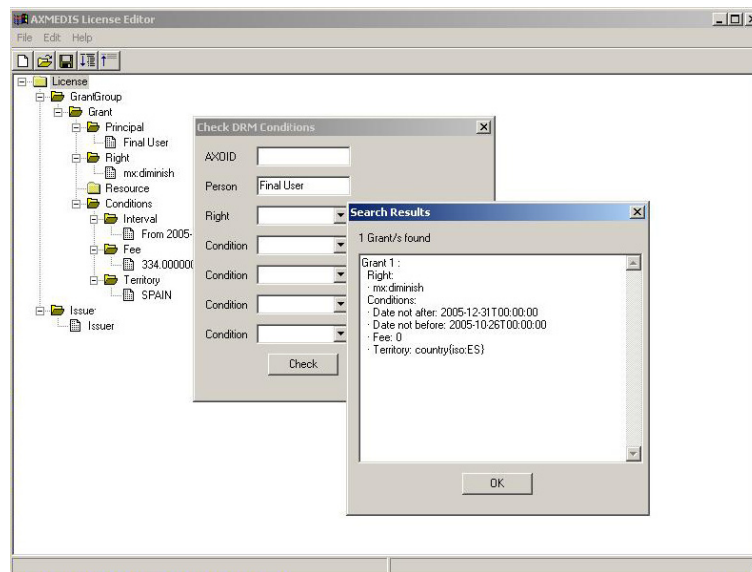 AXMEDIS License Editor
File Edit Help
License
GrantGroup
Grant
Principal
Final User
Right
mx:diminish
Resource
Conditions
Interval
From 2005-
Fee
334.000000
Territory
SPAIN
Issuer
Issuer
Check DRM Conditions
AXOID
Person Final User
Right
Condition
Condition
Condition
Condition
Check
Search Results
1 Grant/s found
Grant 1 :
Right:
· mx:diminish
Conditions:
· Date not after: 2005-12-31T00:00:00
· Date not before: 2005-10-26T00:00:00
· Fee: 0
· Territory: country{iso:ES}
OK